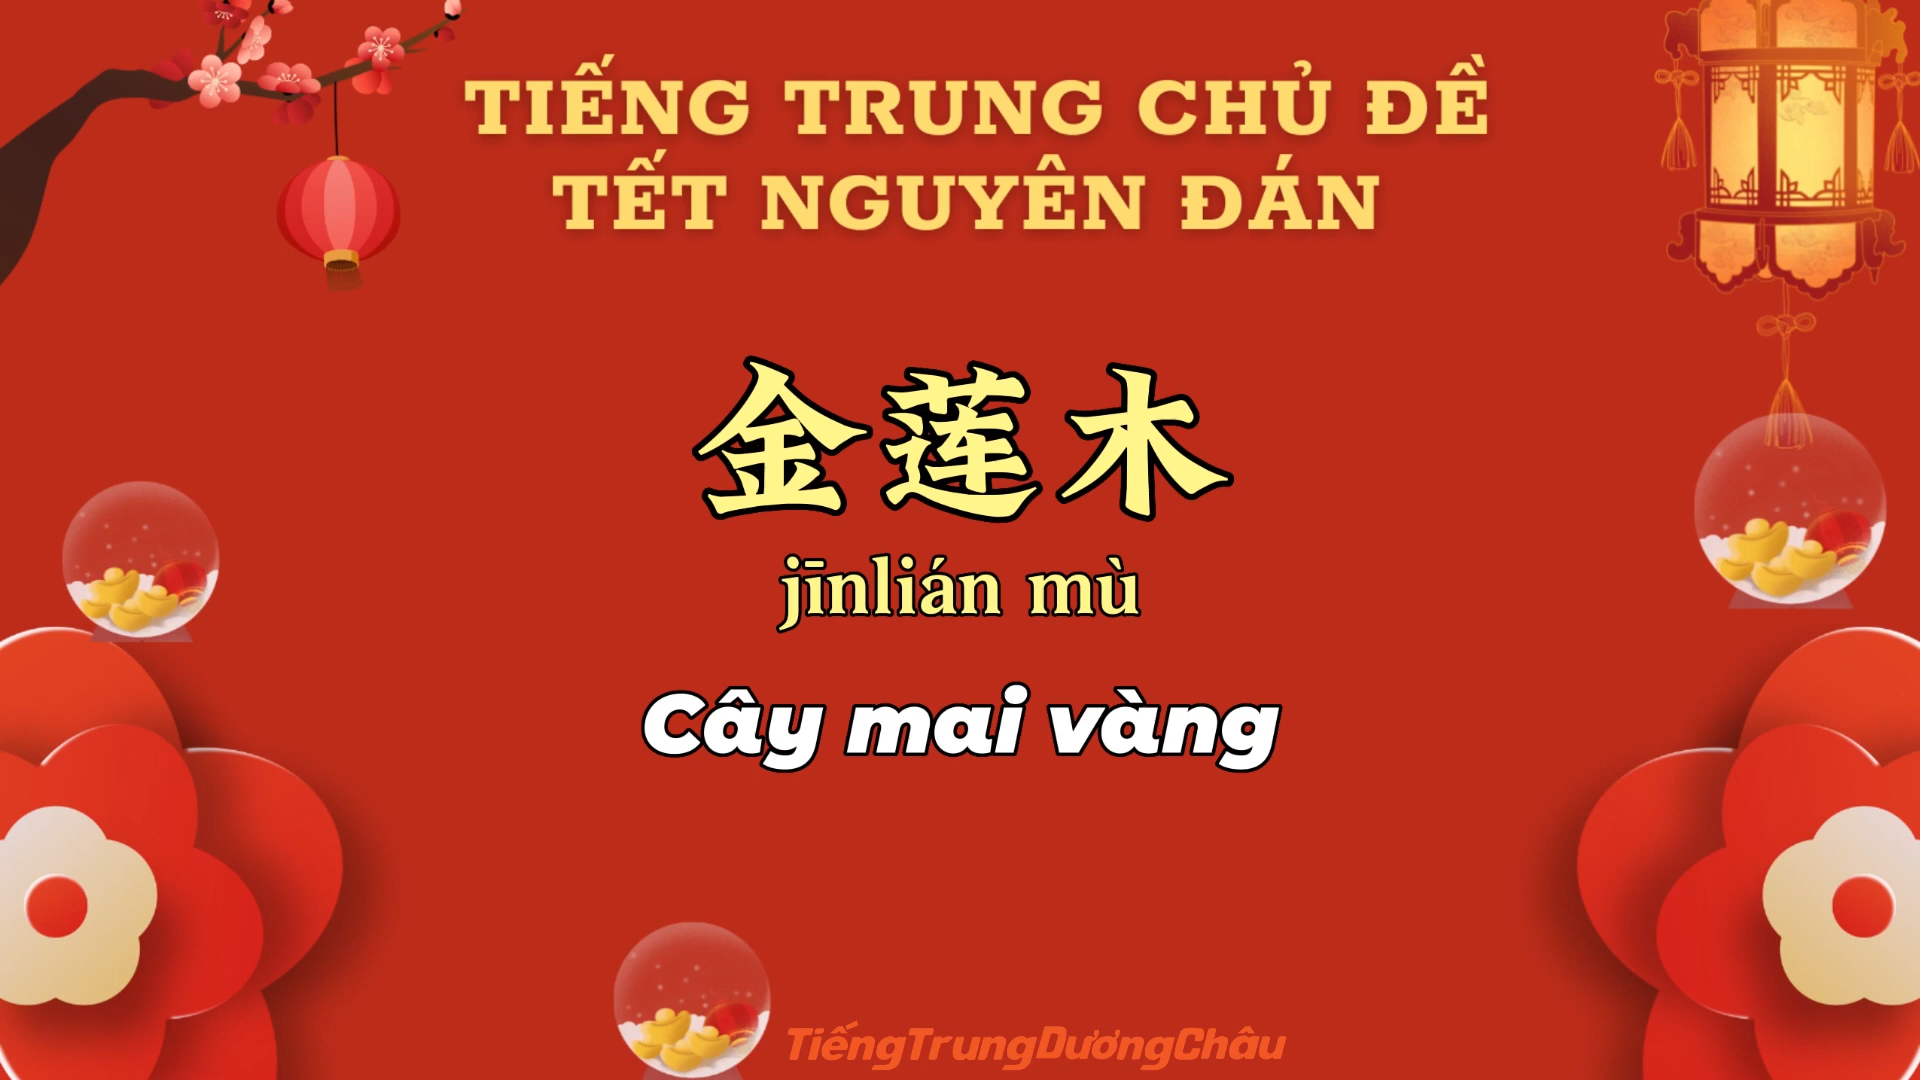 TIẾNG TRUNG CHỦ ĐỀ
TẾT NGUYÊN ĐÁN
金莲木
jīnlián mù
Cây mai vàng
TiếngTrungDươngChâu